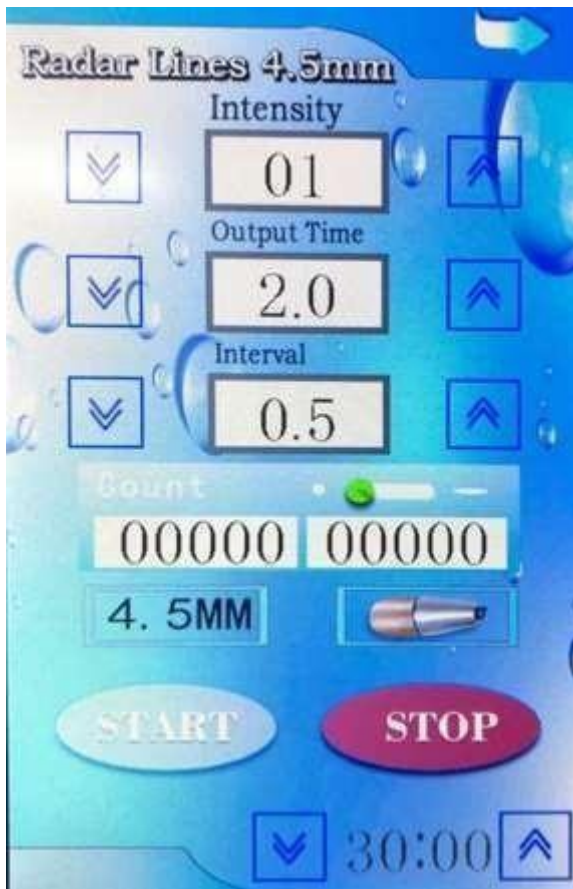 Radar Lines 4.5mm
Intensity
01
Output Time
2.0
Interval
0.5
Count
00000 00000
4. 5MM
START STOP
30:00